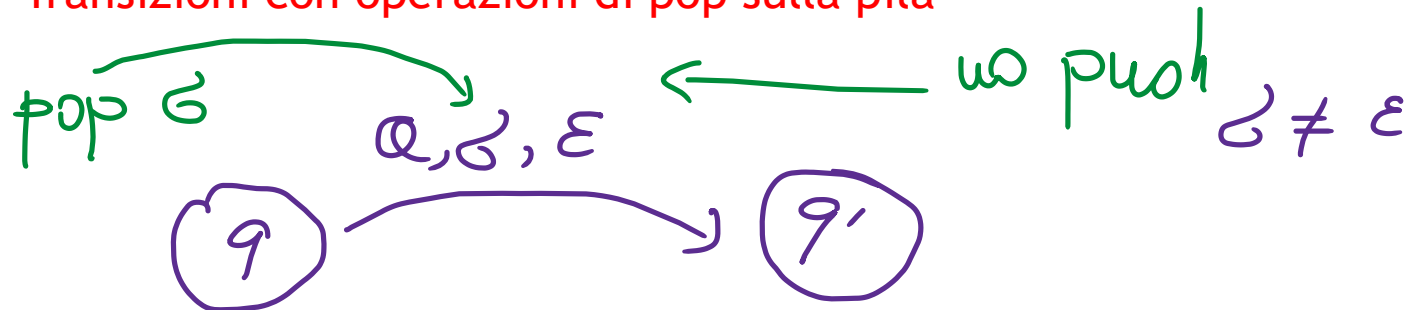 Transizioni con operazioni di pop sulla pila
pop σ
no push
σ ≠ ε
a, σ, ε
q
q'